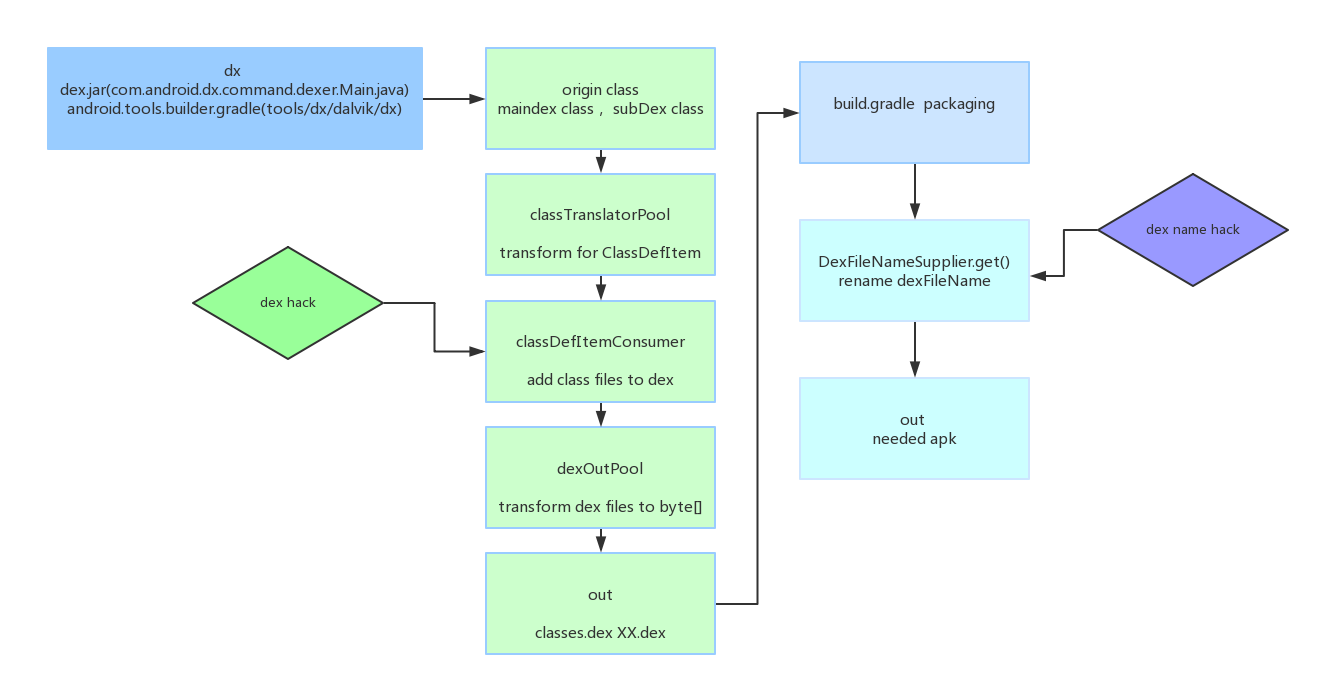 dx
dex.jar(com.android.dx.command.dexer.Main.java)
android.tools.builder.gradle(tools/dx/dalvik/dx)
origin class
maindex class ,  subDex class
classTranslatorPool
transform for ClassDefItem
dex hack
classDefItemConsumer
add class files to dex
dexOutPool
transform dex files to byte[]
out
classes.dex XX.dex
build.gradle  packaging
DexFileNameSupplier.get()
rename dexFileName
dex name hack
out
needed apk